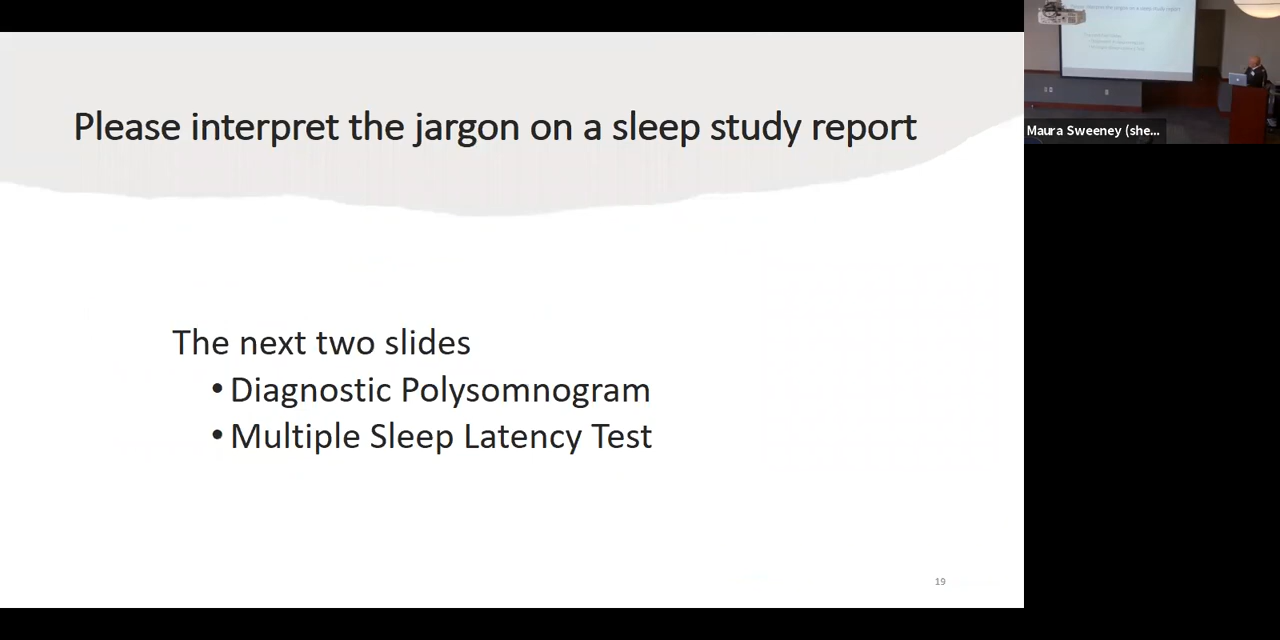 Please interpret the jargon on a sleep study report
The next two slides
• Diagnostic Polysomnogram
• Multiple Sleep Latency Test
19
Maura Sweeney (she...